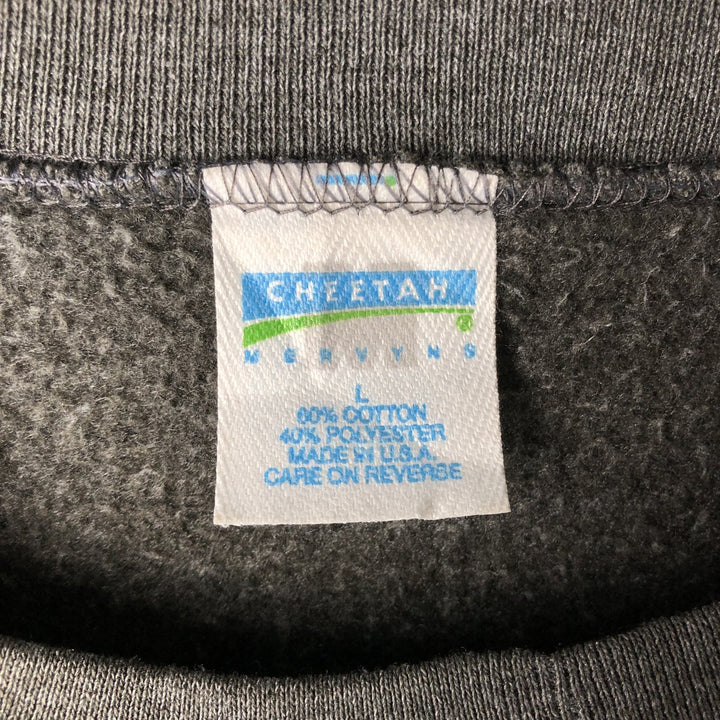 CHEETAH
®
MERVYNS
L
60% COTTON
40% POLYESTER
MADE IN U.S.A.
CARE ON REVERSE